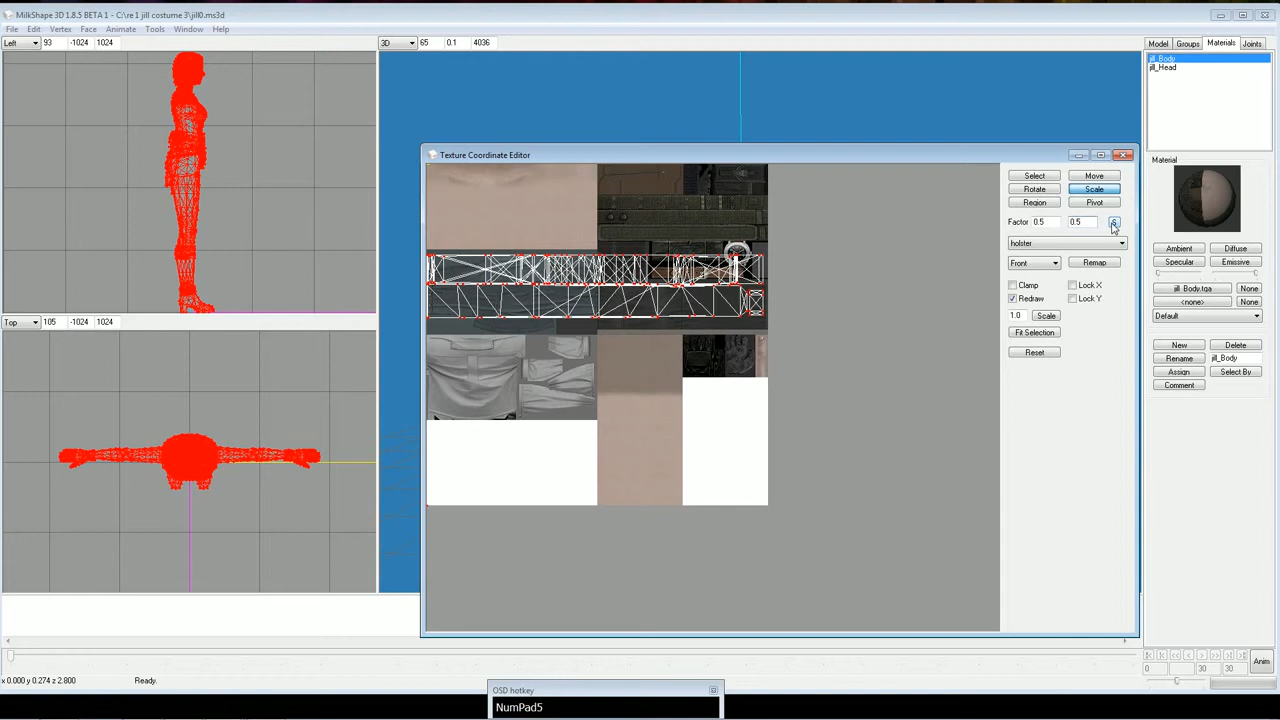 MilkShape 3D 1.8.5 BETA 1 - C:\re 1 jill costume 3\jill0.ms3d
File Edit Vertex Face Animate Tools Window Help
Left 93 -1024 1024
3D 65 0.1 4036
Model Groups Materials Joints
jill_Body
jill_Head
Texture Coordinate Editor
Select Move
Rotate Scale
Region Pivot
Factor 0.5 0.5 S
holster
Front Remap
Clamp Lock X
Redraw Lock Y
1.0 Scale
Fit Selection
Reset
Material
Ambient Diffuse
Specular Emissive
jill_Body.tga None
<none> None
Default
New Delete
Rename jill_Body
Assign Select By
Comment
Top 105 -1024 1024
0 30 30 Anim
x 0.000 y 0.274 z 2.800 Ready.
OSD hotkey
NumPad5